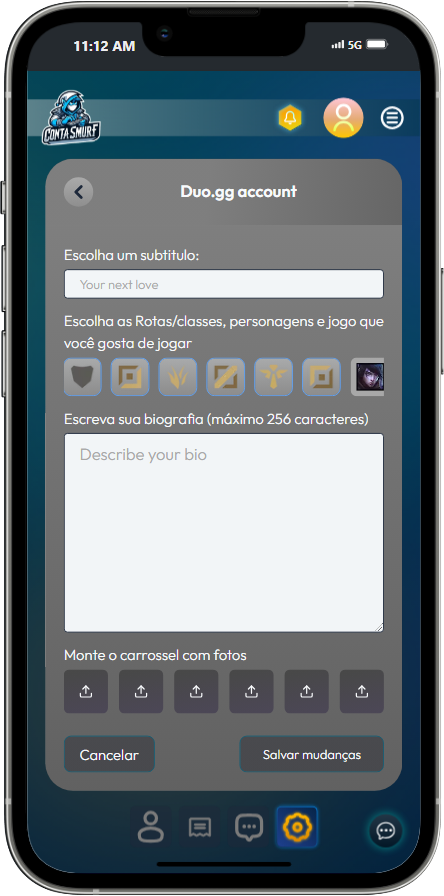 11:12 AM
5G
CONTA SMURF
Duo.gg account
Escolha um subtitulo:
Your next love
Escolha as Rotas/classes, personagens e jogo que
você gosta de jogar
Escreva sua biografia (máximo 256 caracteres)
Describe your bio
Monte o carrossel com fotos
Cancelar
Salvar mudanças